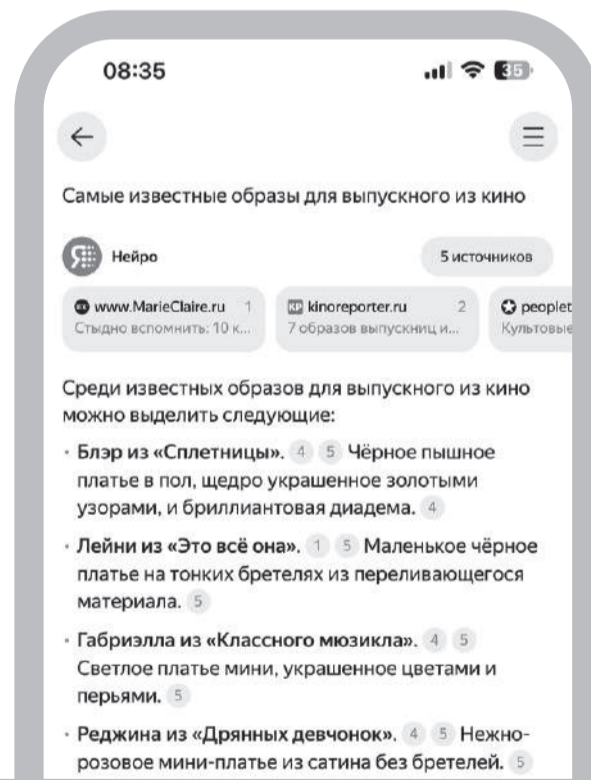 08:35
35
Самые известные образы для выпускного из кино
Нейро
5 источников
www.MarieClaire.ru 1
Стыдно вспомнить: 10 к...
KP kinoreporter.ru 2
7 образов выпускниц и...
peoplet
Культовые
Среди известных образов для выпускного из кино
можно выделить следующие:
• Блэр из «Сплетницы». 4 5 Чёрное пышное
платье в пол, щедро украшенное золотыми
узорами, и бриллиантовая диадема. 4
• Лейни из «Это всё она». 1 5 Маленькое чёрное
платье на тонких бретелях из переливающегося
материала. 5
• Габриэлла из «Классного мюзикла». 4 5
Светлое платье мини, украшенное цветами и
перьями. 5
• Реджина из «Дрянных девчонок». 4 5 Нежно-
розовое мини-платье из сатина без бретелей. 5